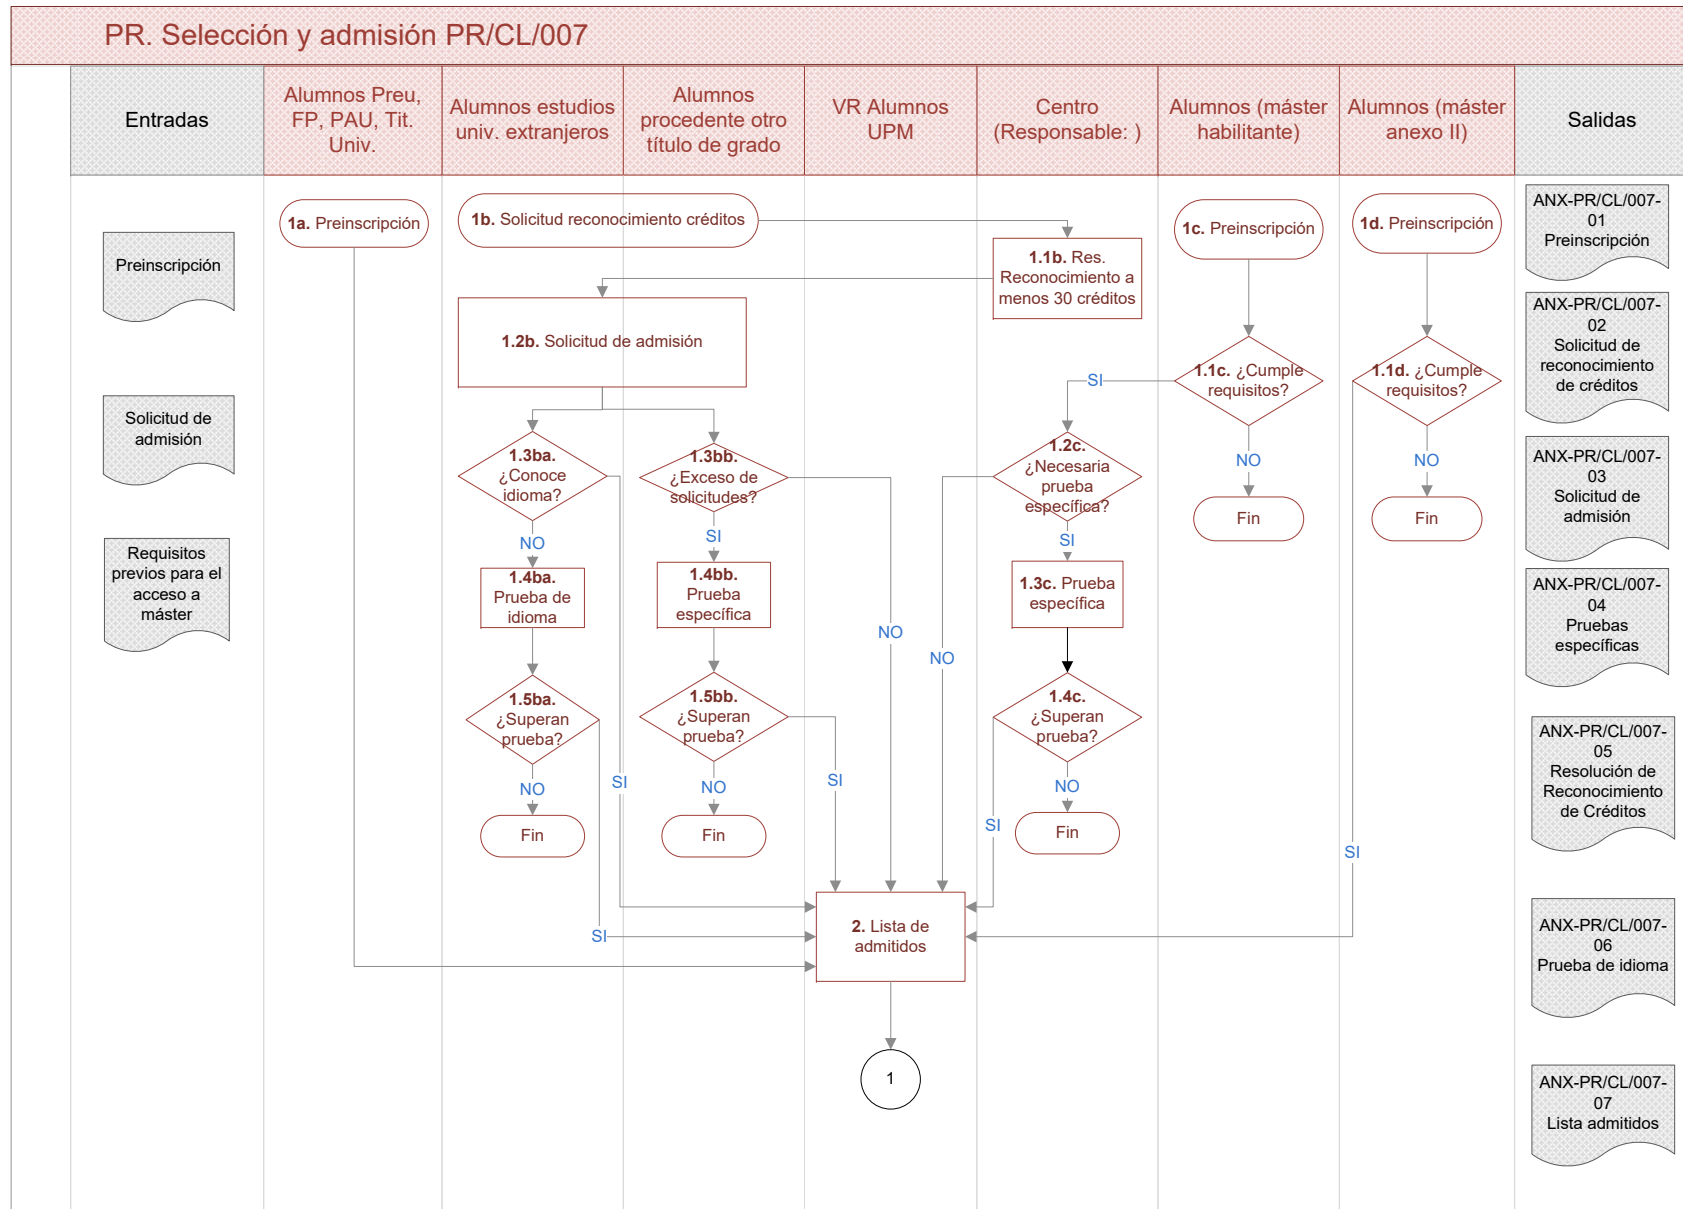 PR. Selección y admisión PR/CL/007
Entradas
Alumnos Preu,
FP, PAU, Tit.
Univ.
Alumnos estudios
univ. extranjeros
Alumnos
procedente otro
título de grado
VR Alumnos
UPM
Centro
(Responsable: )
Alumnos (máster
habilitante)
Alumnos (máster
anexo II)
Salidas
Preinscripción
Solicitud de
admisión
Requisitos
previos para el
acceso a
máster
1a. Preinscripción
1b. Solicitud reconocimiento créditos
1.1b. Res.
Reconocimiento a
menos 30 créditos
1.2b. Solicitud de admisión
1.3ba.
¿Conoce
idioma?
NO
1.4ba.
Prueba de
idioma
1.5ba.
¿Superan
prueba?
NO
Fin
SI
SI
1.3bb.
¿Exceso de
solicitudes?
SI
1.4bb.
Prueba
específica
1.5bb.
¿Superan
prueba?
NO
Fin
NO
SI
1c. Preinscripción
1.1c. ¿Cumple
requisitos?
SI
NO
Fin
1.2c.
¿Necesaria
prueba
específica?
NO
SI
1.3c. Prueba
específica
1.4c.
¿Superan
prueba?
SI
NO
Fin
1d. Preinscripción
1.1d. ¿Cumple
requisitos?
NO
Fin
SI
2. Lista de
admitidos
1
ANX-PR/CL/007-
01
Preinscripción
ANX-PR/CL/007-
02
Solicitud de
reconocimiento
de créditos
ANX-PR/CL/007-
03
Solicitud de
admisión
ANX-PR/CL/007-
04
Pruebas
específicas
ANX-PR/CL/007-
05
Resolución de
Reconocimiento
de Créditos
ANX-PR/CL/007-
06
Prueba de idioma
ANX-PR/CL/007-
07
Lista admitidos